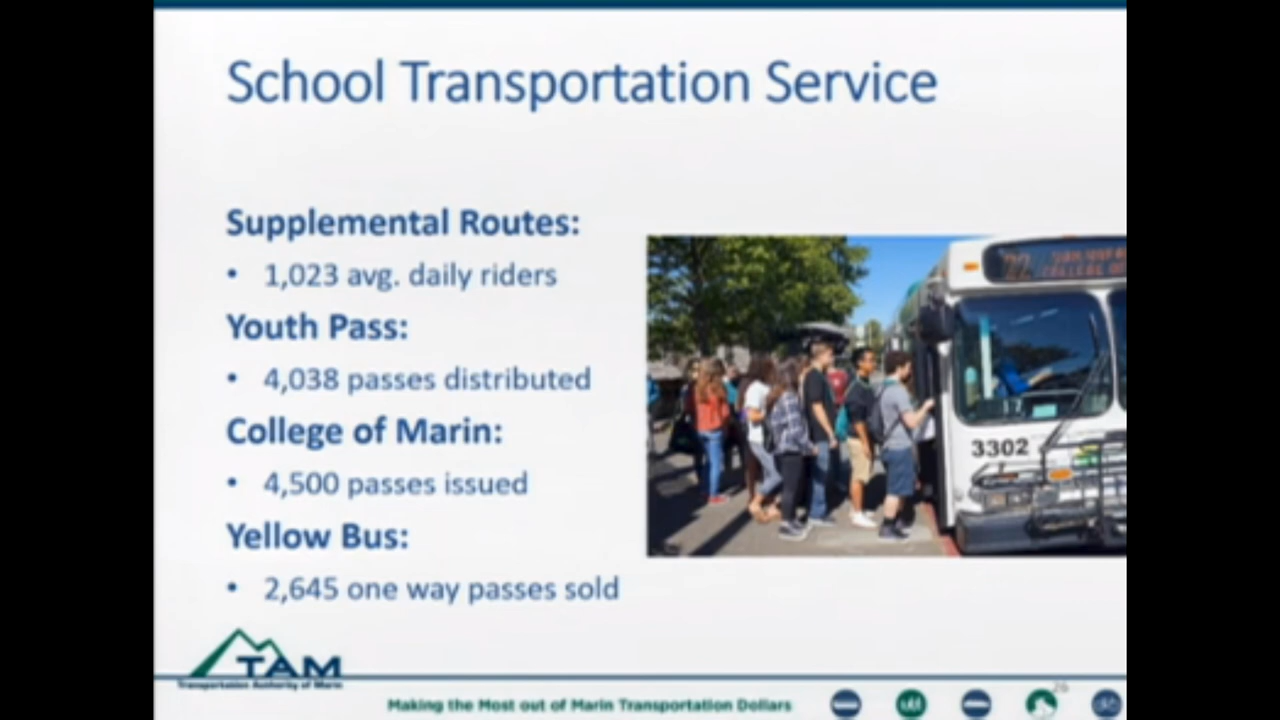 School Transportation Service
Supplemental Routes:
• 1,023 avg. daily riders
Youth Pass:
• 4,038 passes distributed
College of Marin:
• 4,500 passes issued
Yellow Bus:
• 2,645 one way passes sold
17
3302
TAM
Transportation Authority of Marin
Making the Most out of Marin Transportation Dollars
26